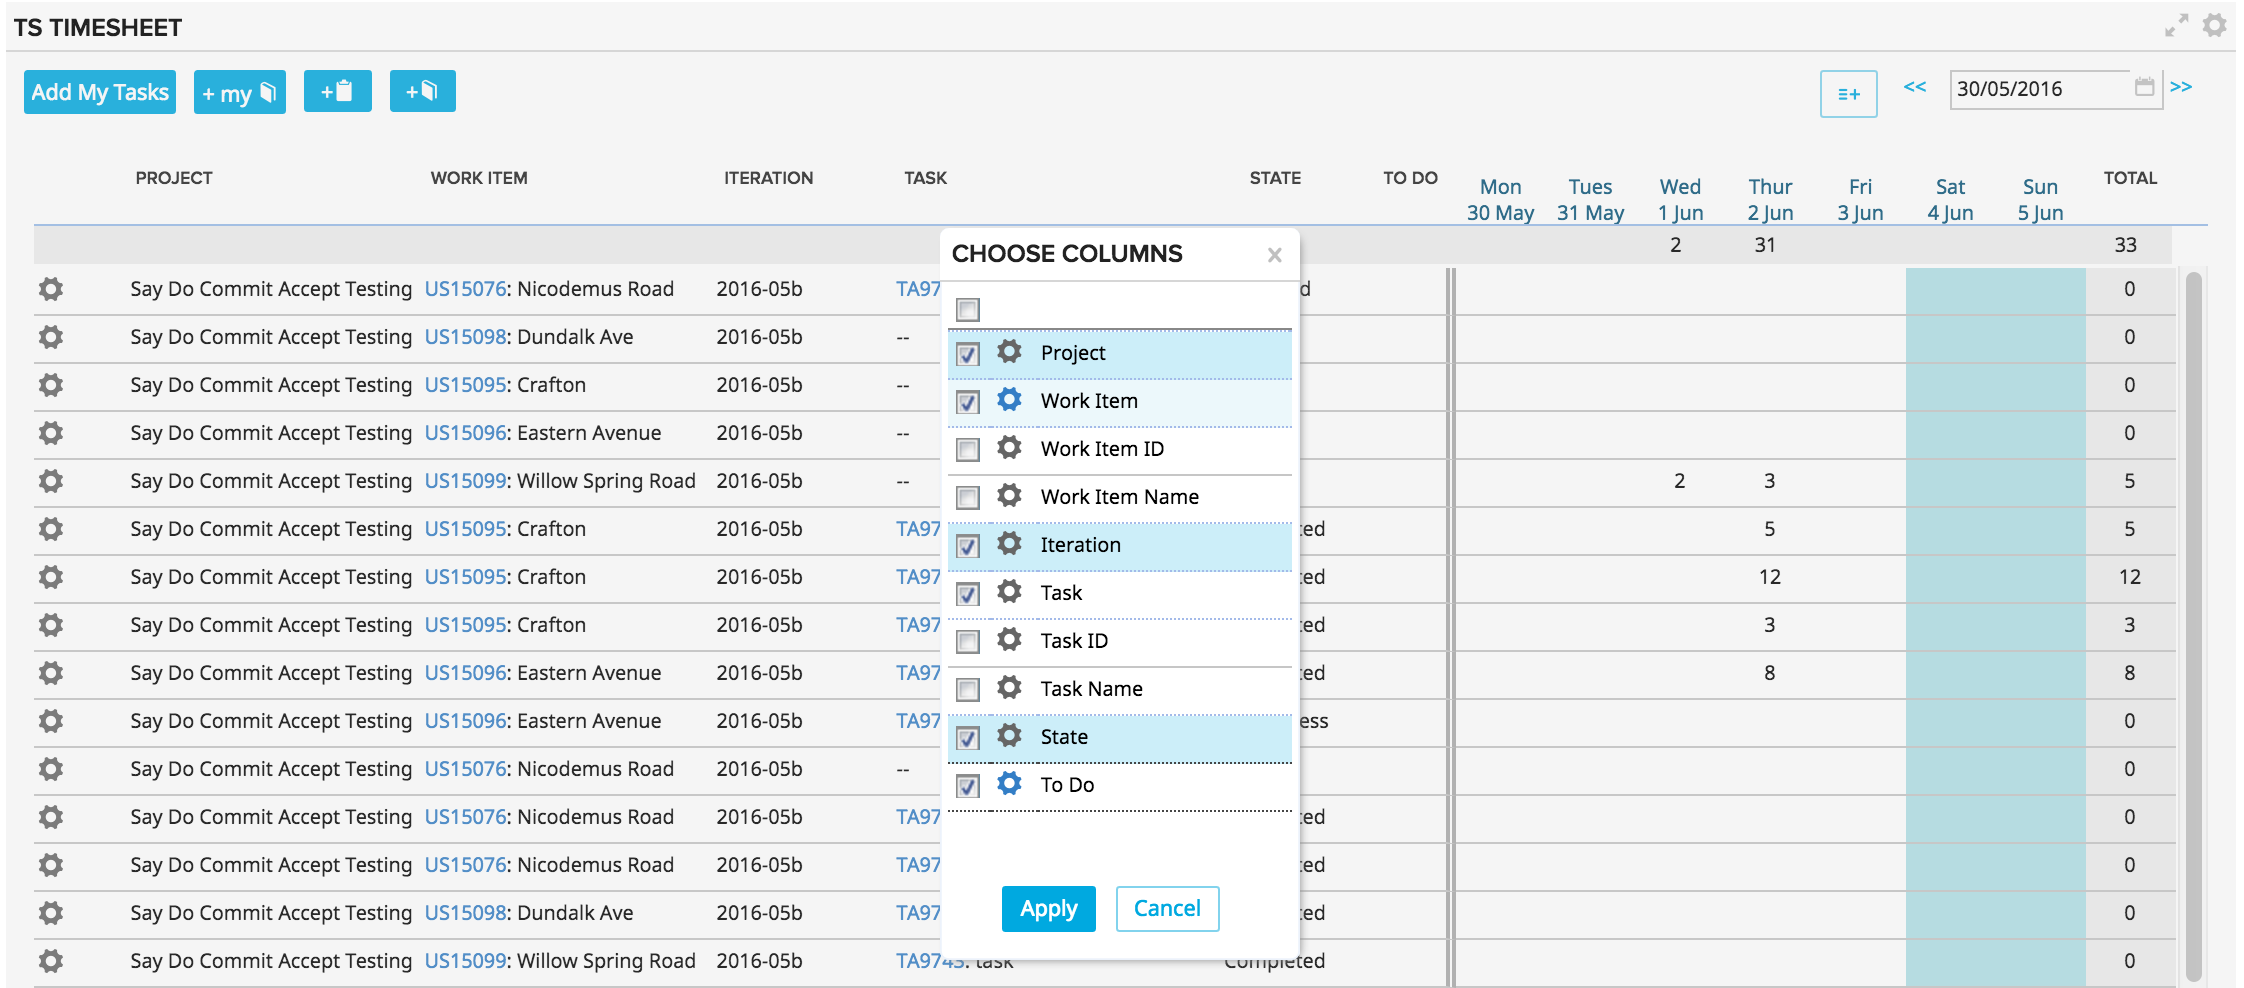 TS TIMESHEET
Add My Tasks
+ my
+
+
+
<<
30/05/2016
>>
PROJECT WORK ITEM ITERATION TASK STATE TO DO Mon 30 May Tues 31 May Wed 1 Jun Thur 2 Jun Fri 3 Jun Sat 4 Jun Sun 5 Jun TOTAL
2 31 33
Say Do Commit Accept Testing US15076: Nicodemus Road 2016-05b TA97 d 0
Say Do Commit Accept Testing US15098: Dundalk Ave 2016-05b -- 0
Say Do Commit Accept Testing US15095: Crafton 2016-05b -- 0
Say Do Commit Accept Testing US15096: Eastern Avenue 2016-05b -- 0
Say Do Commit Accept Testing US15099: Willow Spring Road 2016-05b -- 2 3 5
Say Do Commit Accept Testing US15095: Crafton 2016-05b TA97 ted 5 5
Say Do Commit Accept Testing US15095: Crafton 2016-05b TA97 ted 12 12
Say Do Commit Accept Testing US15095: Crafton 2016-05b TA97 ted 3 3
Say Do Commit Accept Testing US15096: Eastern Avenue 2016-05b TA97 ted 8 8
Say Do Commit Accept Testing US15096: Eastern Avenue 2016-05b TA97 ess 0
Say Do Commit Accept Testing US15076: Nicodemus Road 2016-05b -- 0
Say Do Commit Accept Testing US15076: Nicodemus Road 2016-05b TA97 ted 0
Say Do Commit Accept Testing US15076: Nicodemus Road 2016-05b TA97 ted 0
Say Do Commit Accept Testing US15098: Dundalk Ave 2016-05b TA97 ted 0
Say Do Commit Accept Testing US15099: Willow Spring Road 2016-05b TA9743: task Completed 0
CHOOSE COLUMNS
Project
Work Item
Work Item ID
Work Item Name
Iteration
Task
Task ID
Task Name
State
To Do
Apply
Cancel